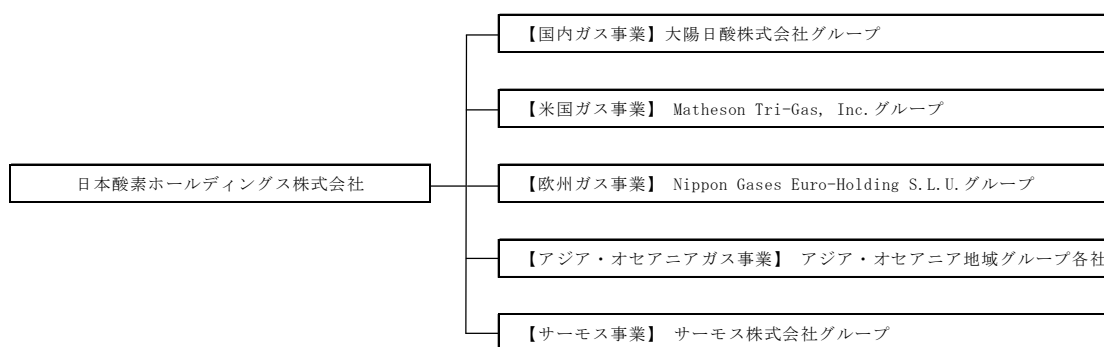 【国内ガス事業】大陽日酸株式会社グループ
【米国ガス事業】 Matheson Tri-Gas, Inc.グループ
日本酸素ホールディングス株式会社
【欧州ガス事業】 Nippon Gases Euro-Holding S.L.U.グループ
【アジア・オセアニアガス事業】 アジア・オセアニア地域グループ各社
【サーモス事業】 サーモス株式会社グループ